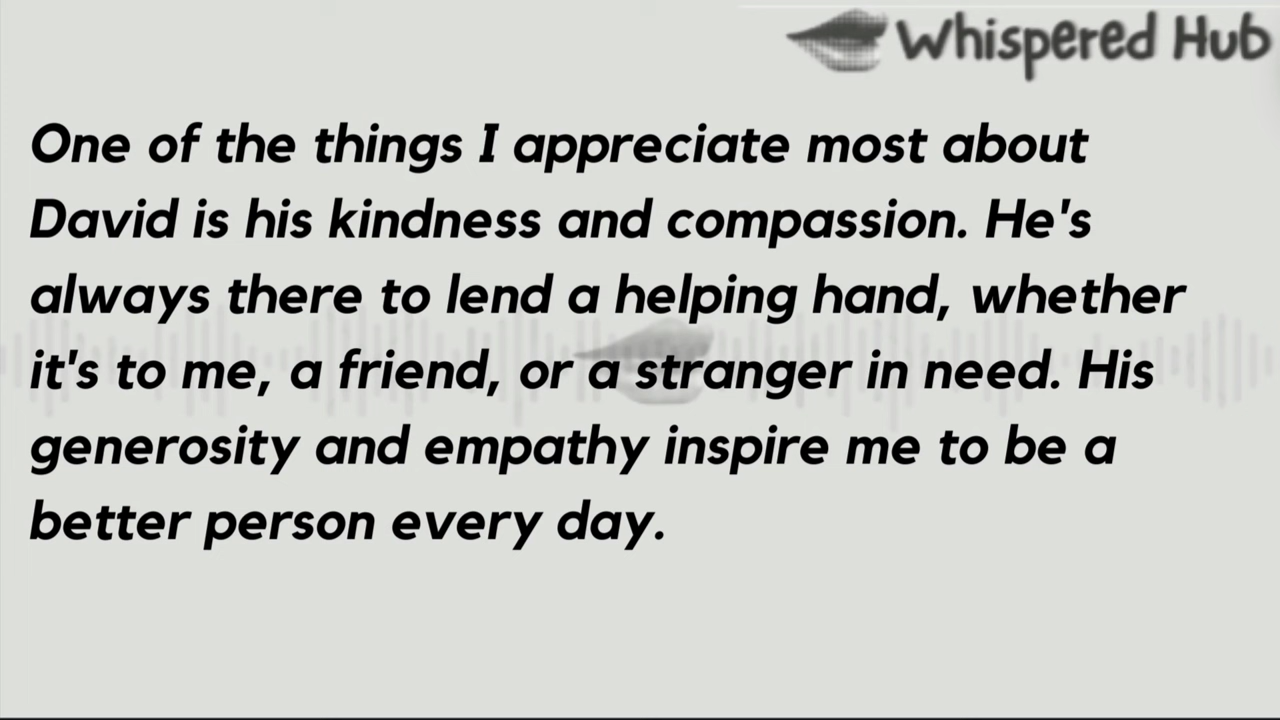 Whispered Hub
One of the things I appreciate most about
David is his kindness and compassion. He's
always there to lend a helping hand, whether
it's to me, a friend, or a stranger in need. His
generosity and empathy inspire me to be a
better person every day.